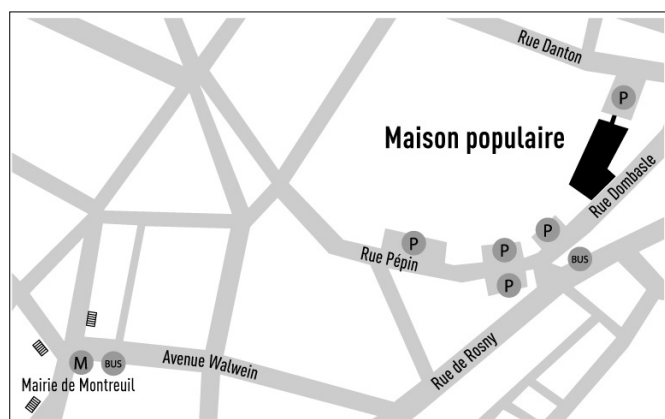 Rue Danton
P
Maison populaire
Rue Dombasle
P
P
P
Rue Pépin
BUS
P
Rue de Rosny
M
BUS
Avenue Walwein
Mairie de Montreuil